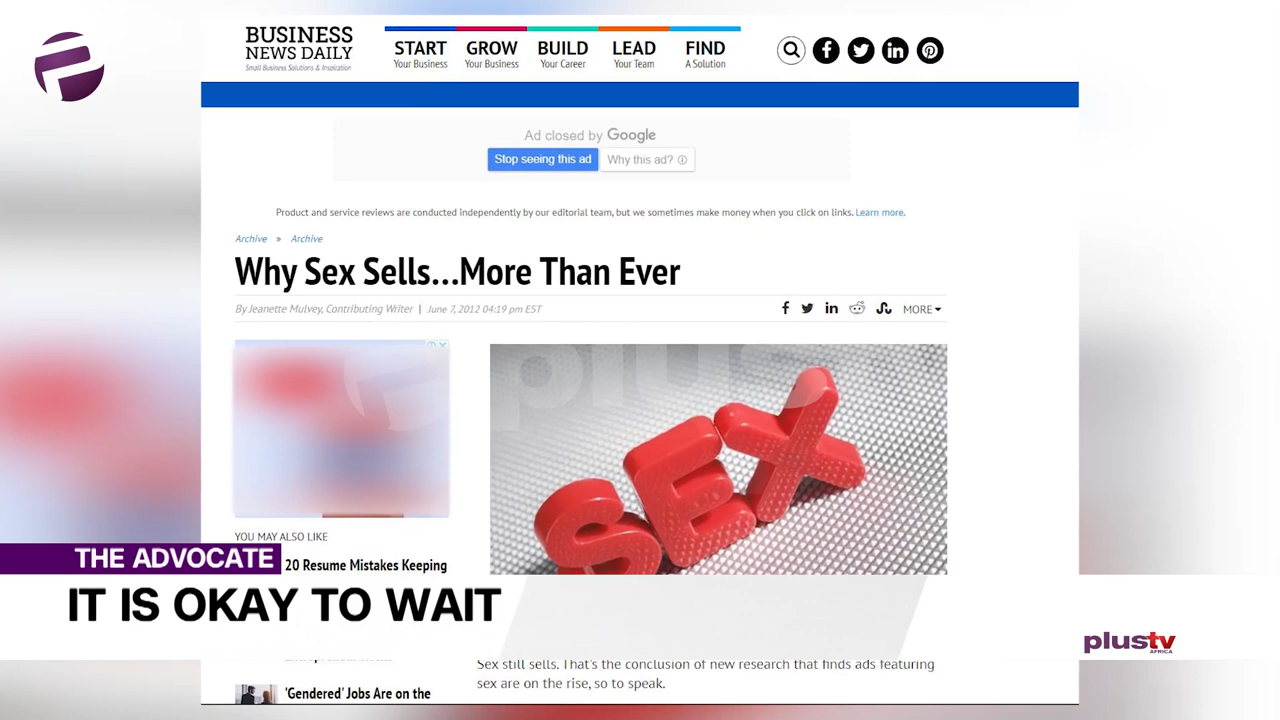 BUSINESS
NEWS DAILY
Small Business Solutions & Inspiration
START
Your Business
GROW
Your Business
BUILD
Your Career
LEAD
Your Team
FIND
A Solution
Ad closed by Google
Stop seeing this ad
Why this ad?
Product and service reviews are conducted independently by our editorial team, but we sometimes make money when you click on links. Learn more.
Archive » Archive
Why Sex Sells...More Than Ever
By Jeanette Mulvey, Contributing Writer | June 7, 2012 04:19 pm EST
MORE
plus
SEX
YOU MAY ALSO LIKE
20 Resume Mistakes Keeping
THE ADVOCATE
IT IS OKAY TO WAIT
plustv
AFRICA
Sex still sells. That's the conclusion of new research that finds ads featuring
sex are on the rise, so to speak.
'Gendered' Jobs Are on the